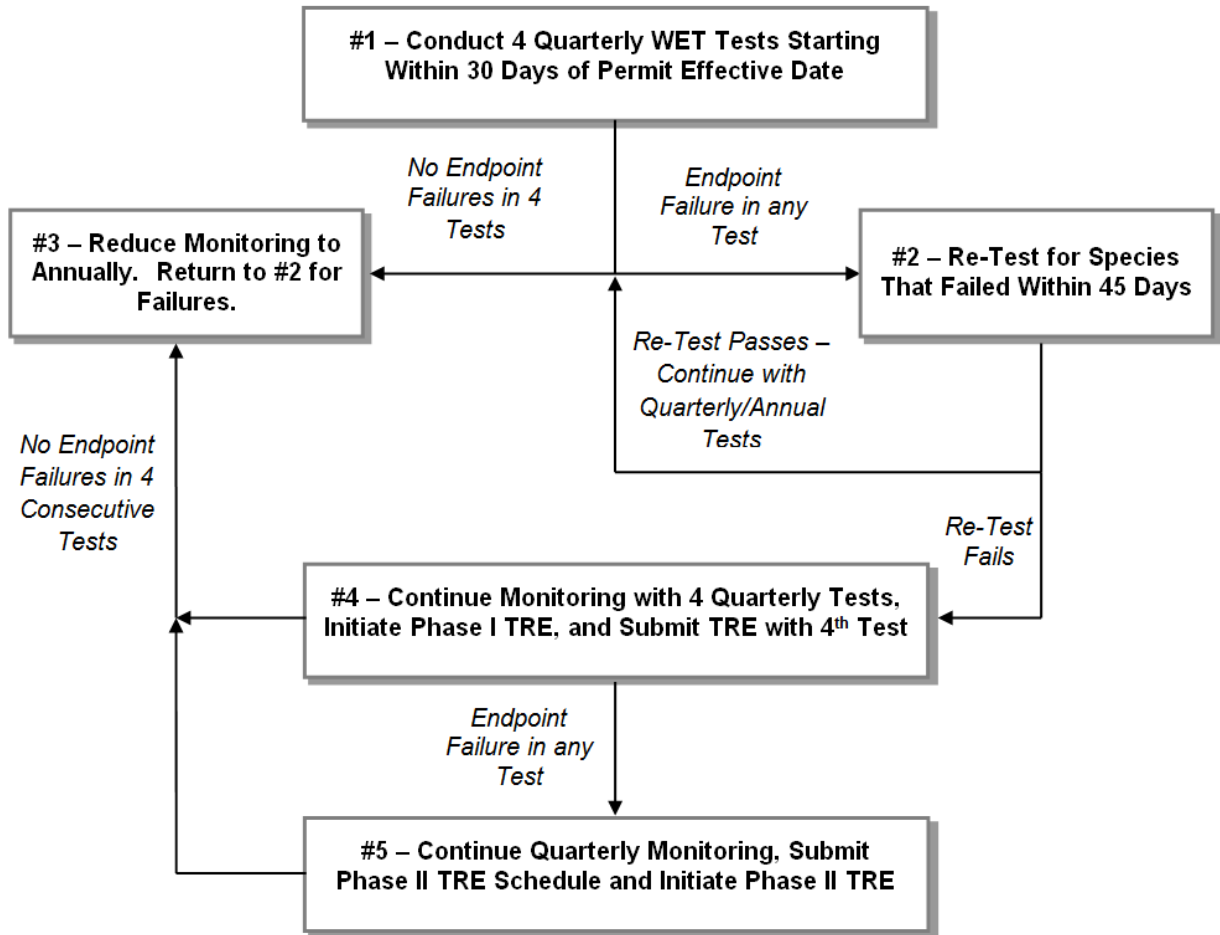 #1 – Conduct 4 Quarterly WET Tests Starting
Within 30 Days of Permit Effective Date
No Endpoint
Failures in 4
Tests
Endpoint
Failure in any
Test
#3 – Reduce Monitoring to
Annually. Return to #2 for
Failures.
#2 – Re-Test for Species
That Failed Within 45 Days
Re-Test Passes –
Continue with
Quarterly/Annual
Tests
No Endpoint
Failures in 4
Consecutive
Tests
Re-Test
Fails
#4 – Continue Monitoring with 4 Quarterly Tests,
Initiate Phase I TRE, and Submit TRE with 4th Test
Endpoint
Failure in any
Test
#5 – Continue Quarterly Monitoring, Submit
Phase II TRE Schedule and Initiate Phase II TRE